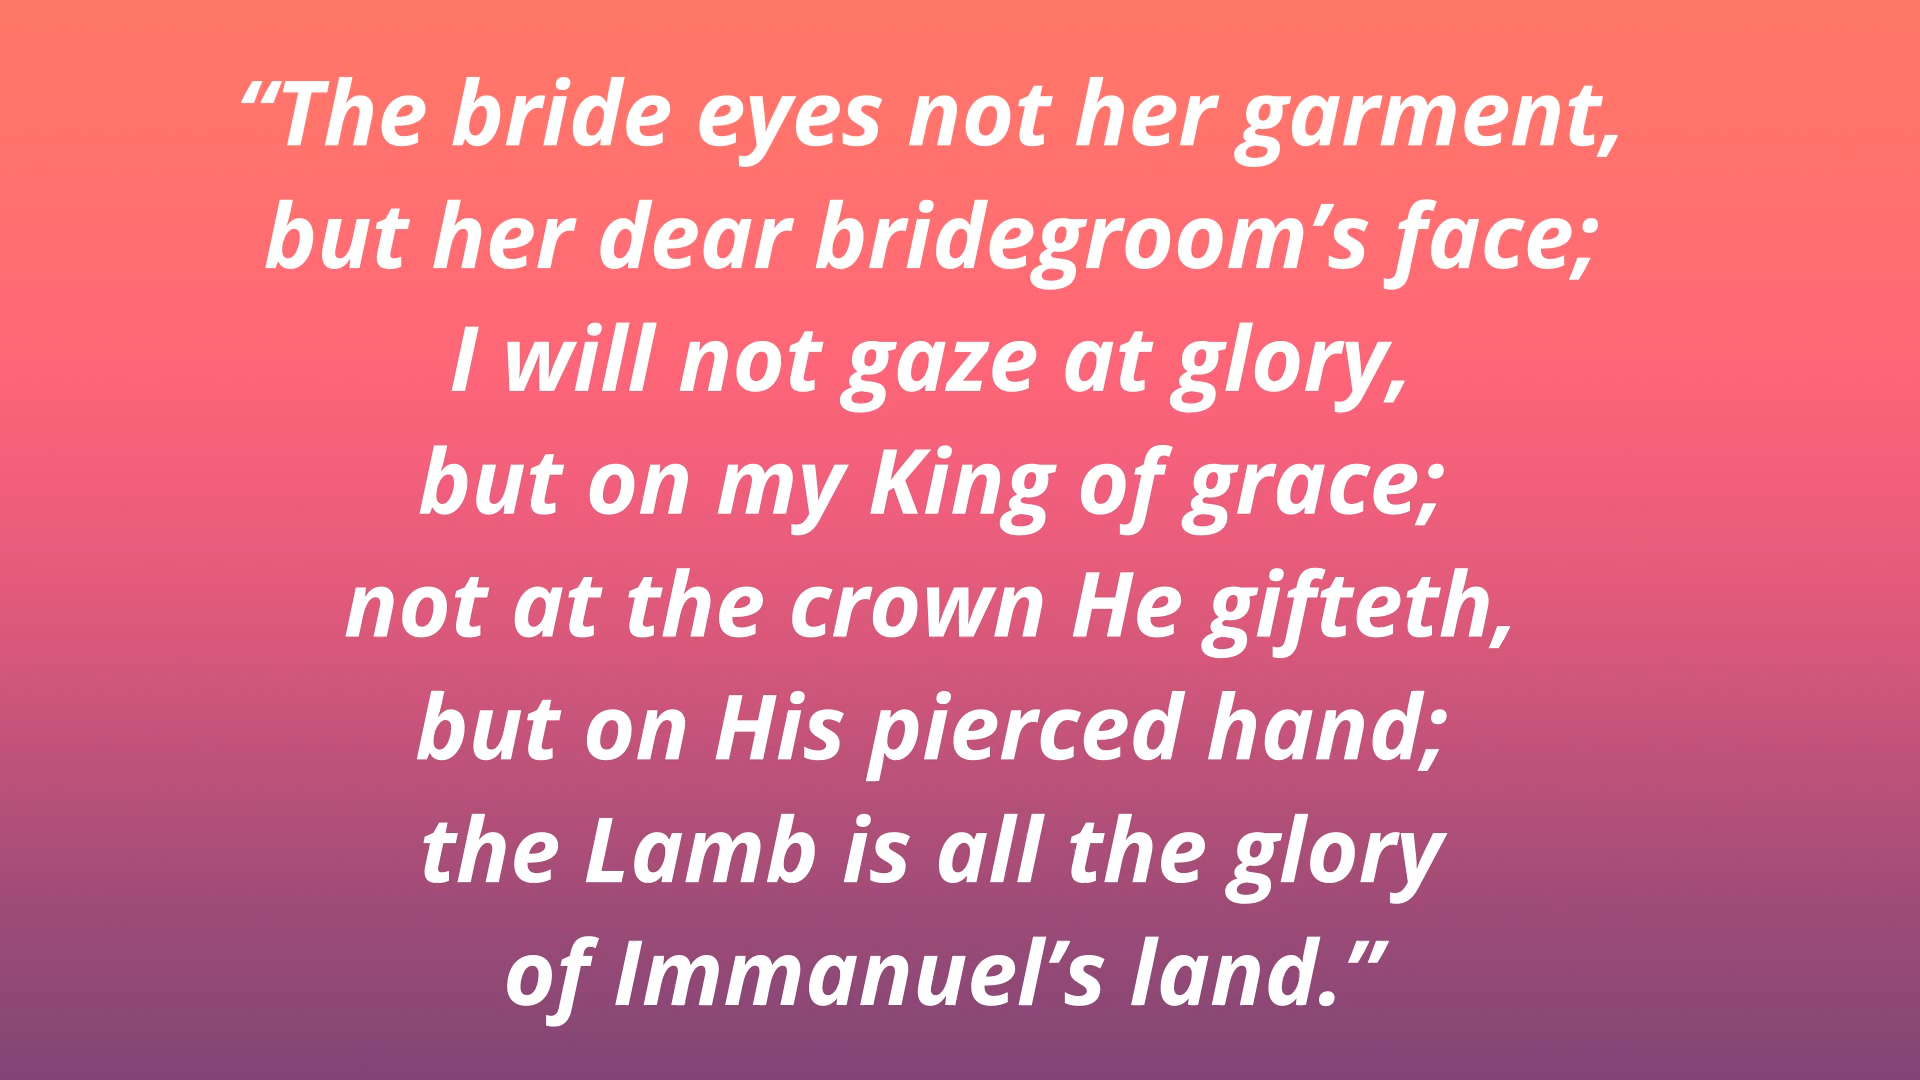 “The bride eyes not her garment,
but her dear bridegroom’s face;
I will not gaze at glory,
but on my King of grace;
not at the crown He gifteth,
but on His pierced hand;
the Lamb is all the glory
of Immanuel’s land.”